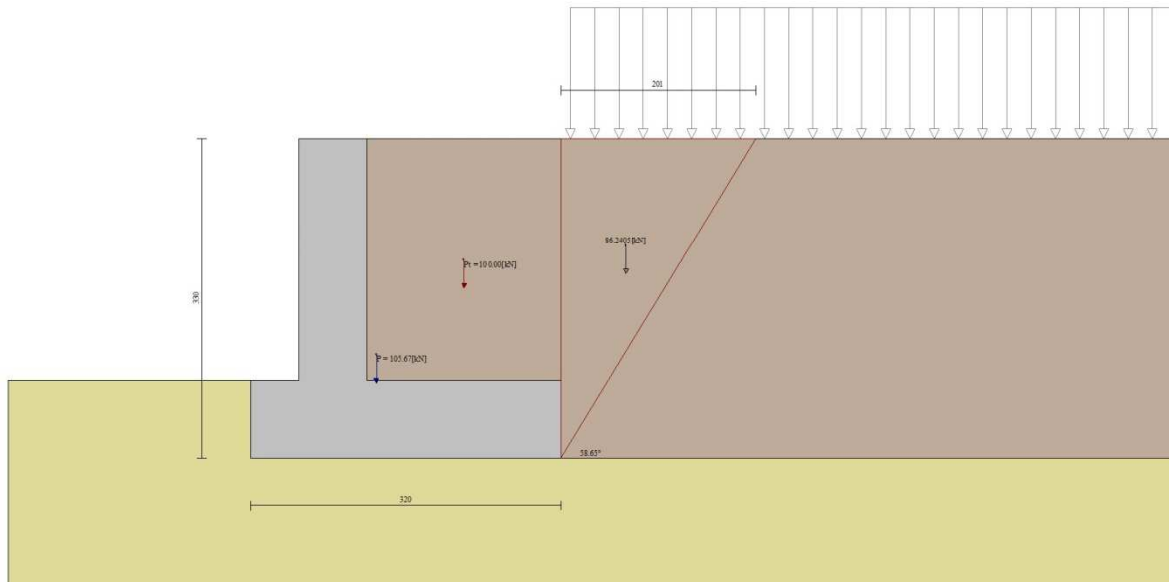 201
86.2405[kN]
Pt = 100.00[kN]
330
P = 105.67[kN]
58.65°
320